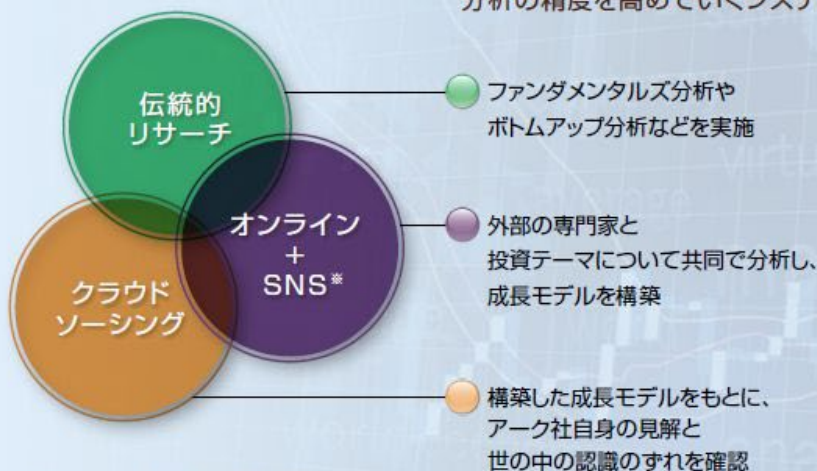 分析の精度を高めていくシステ
伝統的
リサーチ
ファンダメンタルズ分析や
ボトムアップ分析などを実施
オンライン
+
SNS※
外部の専門家と
投資テーマについて共同で分析し、
成長モデルを構築
クラウド
ソーシング
構築した成長モデルをもとに、
アーク社自身の見解と
世の中の認識のずれを確認